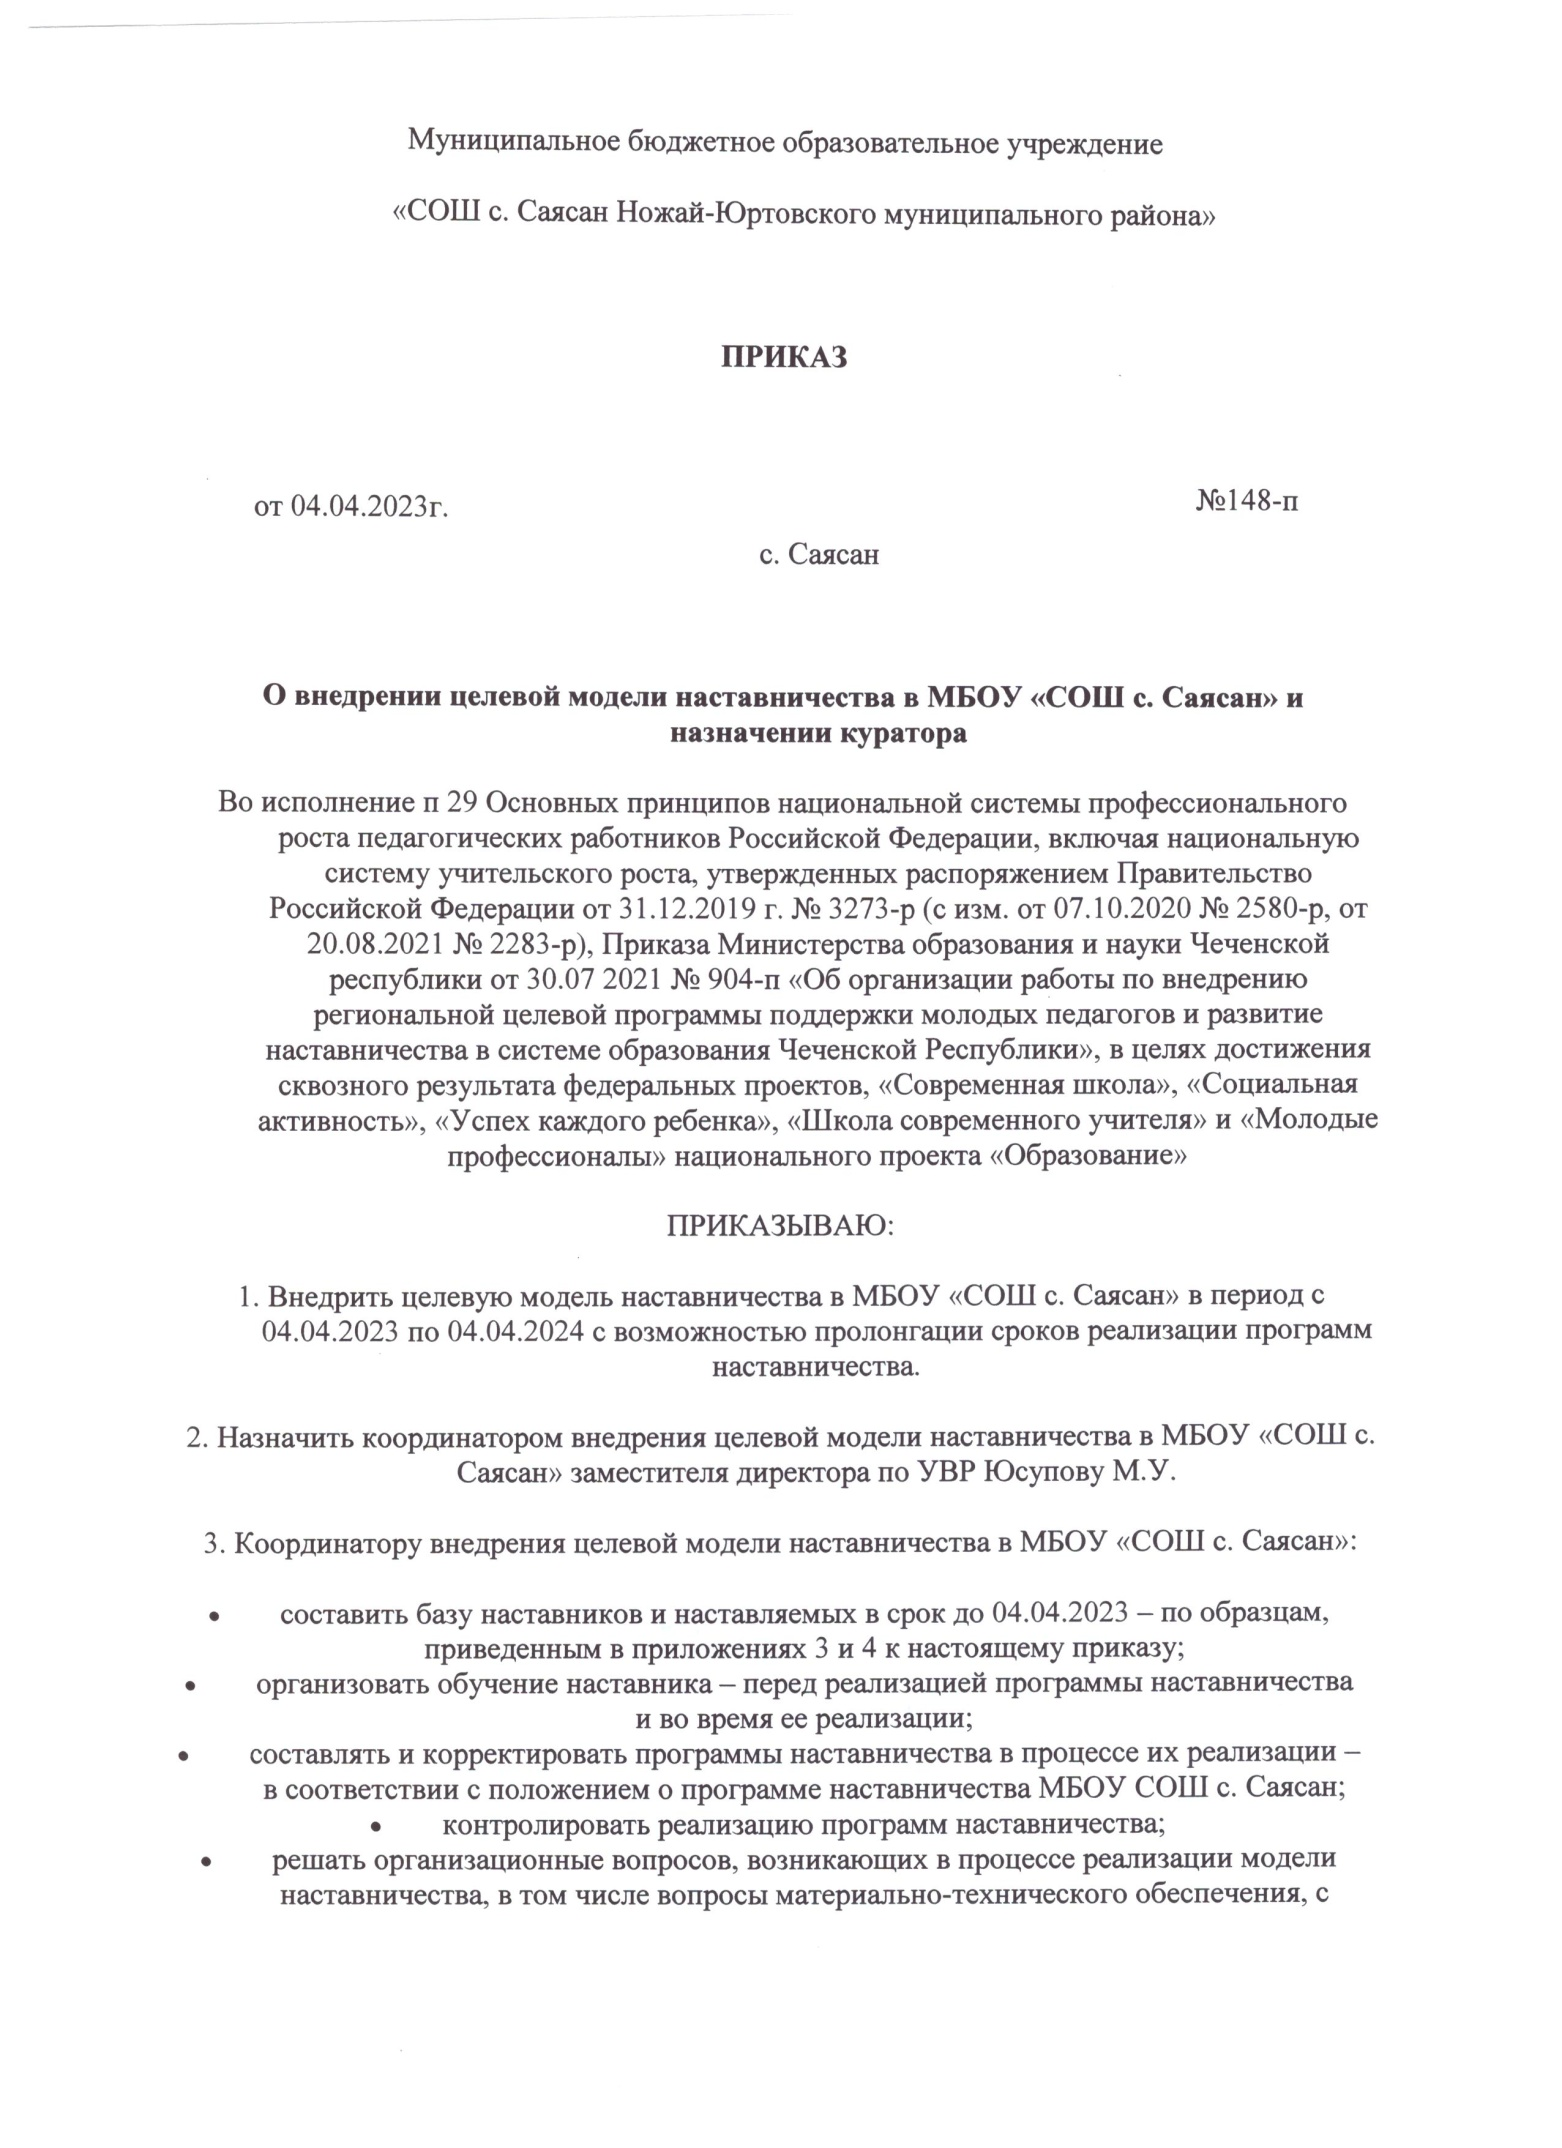 Муниципальное бюджетное образовательное учреждение
«СОШ с. Саясан Ножай-Юртовского муниципального района»
ПРИКАЗ
от 04.04.2023г. №148-п
с. Саясан
О внедрении целевой модели наставничества в МБОУ «СОШ с. Саясан» и
назначении куратора
Во исполнение п 29 Основных принципов национальной системы профессионального
роста педагогических работников Российской Федерации, включая национальную
систему учительского роста, утвержденных распоряжением Правительство
Российской Федерации от 31.12.2019 г. № 3273-р (с изм. от 07.10.2020 № 2580-р, от
20.08.2021 № 2283-р), Приказа Министерства образования и науки Чеченской
республики от 30.07 2021 № 904-п «Об организации работы по внедрению
региональной целевой программы поддержки молодых педагогов и развитие
наставничества в системе образования Чеченской Республики», в целях достижения
сквозного результата федеральных проектов, «Современная школа», «Социальная
активность», «Успех каждого ребенка», «Школа современного учителя» и «Молодые
профессионалы» национального проекта «Образование»
ПРИКАЗЫВАЮ:
1. Внедрить целевую модель наставничества в МБОУ «СОШ с. Саясан» в период с
04.04.2023 по 04.04.2024 с возможностью пролонгации сроков реализации программ
наставничества.
2. Назначить координатором внедрения целевой модели наставничества в МБОУ «СОШ с.
Саясан» заместителя директора по УВР Юсупову М.У.
3. Координатору внедрения целевой модели наставничества в МБОУ «СОШ с. Саясан»:
• составить базу наставников и наставляемых в срок до 04.04.2023 – по образцам,
приведенным в приложениях 3 и 4 к настоящему приказу;
• организовать обучение наставника – перед реализацией программы наставничества
и во время ее реализации;
• составлять и корректировать программы наставничества в процессе их реализации –
в соответствии с положением о программе наставничества МБОУ СОШ с. Саясан;
• контролировать реализацию программ наставничества;
• решать организационные вопросов, возникающих в процессе реализации модели
наставничества, в том числе вопросы материально-технического обеспечения, с